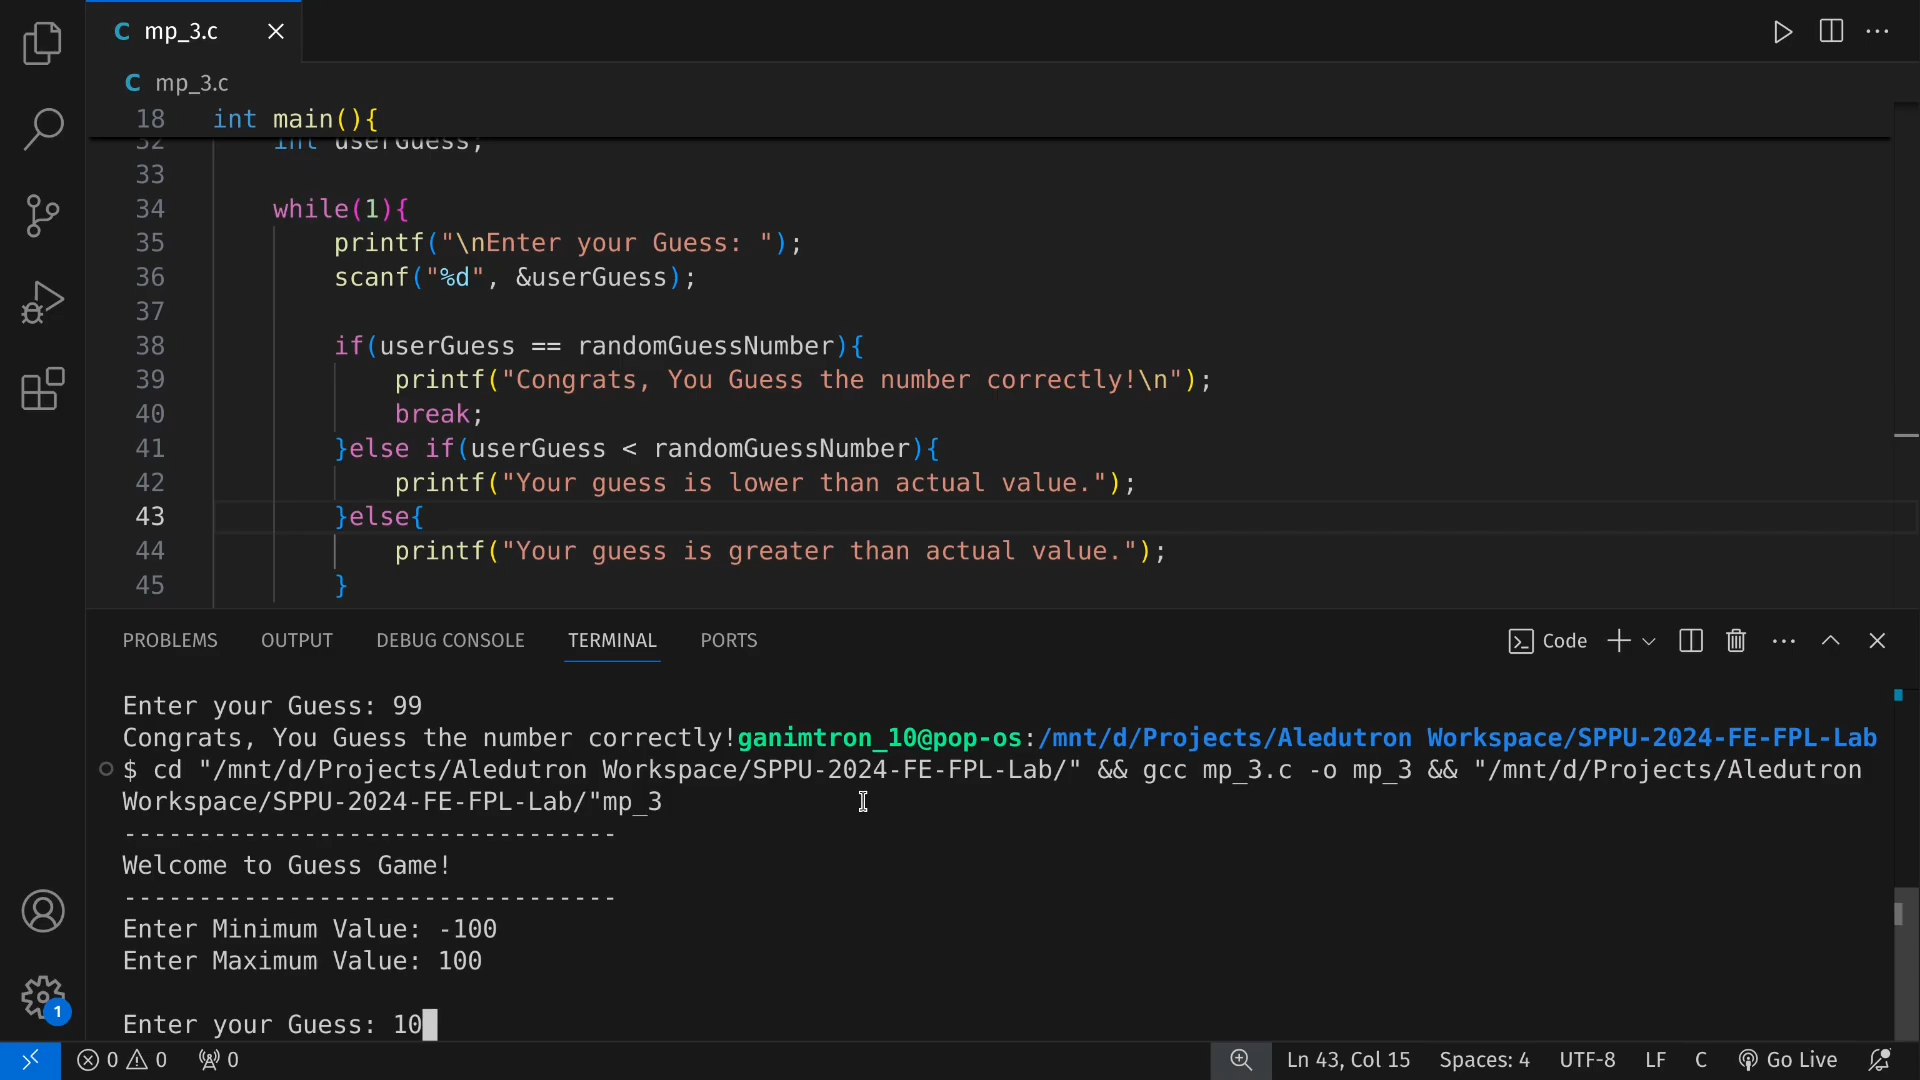 C mp_3.c
C mp_3.c
18 int main(){
32 int userGuess;
33
34 while(1){
35 printf("\nEnter your Guess: ");
36 scanf("%d", &userGuess);
37
38 if(userGuess == randomGuessNumber){
39 printf("Congrats, You Guess the number correctly!\n");
40 break;
41 }else if(userGuess < randomGuessNumber){
42 printf("Your guess is lower than actual value.");
43 }else{
44 printf("Your guess is greater than actual value.");
45 }
PROBLEMS OUTPUT DEBUG CONSOLE TERMINAL PORTS Code
Enter your Guess: 99
Congrats, You Guess the number correctly!ganimtron_10@pop-os:/mnt/d/Projects/Aledutron Workspace/SPPU-2024-FE-FPL-Lab
$ cd "/mnt/d/Projects/Aledutron Workspace/SPPU-2024-FE-FPL-Lab/" && gcc mp_3.c -o mp_3 && "/mnt/d/Projects/Aledutron
Workspace/SPPU-2024-FE-FPL-Lab/"mp_3
---------------------------------
Welcome to Guess Game!
---------------------------------
Enter Minimum Value: -100
Enter Maximum Value: 100
Enter your Guess: 10
1
0 0 0 Ln 43, Col 15 Spaces: 4 UTF-8 LF C Go Live